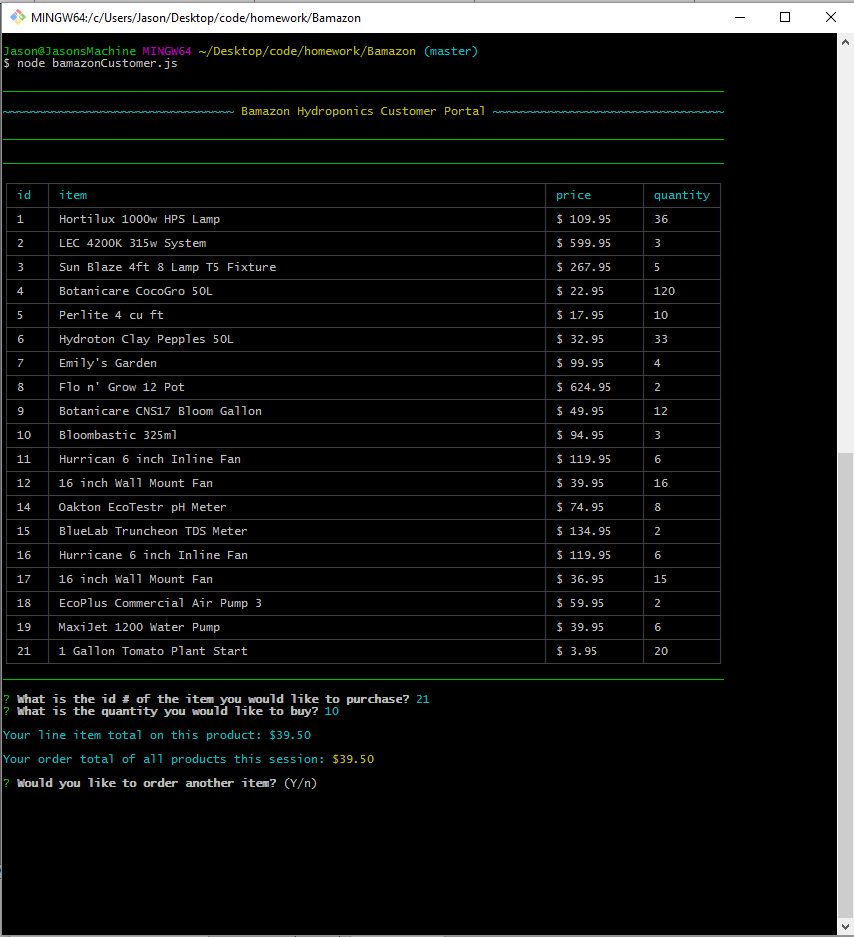 MINGW64:/c/Users/Jason/Desktop/code/homework/Bamazon
Jason@JasonsMachine MINGW64 ~/Desktop/code/homework/Bamazon (master)
$ node bamazonCustomer.js
~~~~~~~~~~~~~~~~~~~~~~~~~~~~~~~~~ Bamazon Hydroponics Customer Portal ~~~~~~~~~~~~~~~~~~~~~~~~~~~~~~~~~
id item price quantity
1 Hortilux 1000w HPS Lamp $ 109.95 36
2 LEC 4200K 315w System $ 599.95 3
3 Sun Blaze 4ft 8 Lamp T5 Fixture $ 267.95 5
4 Botanicare CocoGro 50L $ 22.95 120
5 Perlite 4 cu ft $ 17.95 10
6 Hydroton Clay Pepples 50L $ 32.95 33
7 Emily's Garden $ 99.95 4
8 Flo n' Grow 12 Pot $ 624.95 2
9 Botanicare CNS17 Bloom Gallon $ 49.95 12
10 Bloombastic 325ml $ 94.95 3
11 Hurrican 6 inch Inline Fan $ 119.95 6
12 16 inch Wall Mount Fan $ 39.95 16
14 Oakton EcoTestr pH Meter $ 74.95 8
15 BlueLab Truncheon TDS Meter $ 134.95 2
16 Hurricane 6 inch Inline Fan $ 119.95 6
17 16 inch Wall Mount Fan $ 36.95 15
18 EcoPlus Commercial Air Pump 3 $ 59.95 2
19 MaxiJet 1200 Water Pump $ 39.95 6
21 1 Gallon Tomato Plant Start $ 3.95 20
? What is the id # of the item you would like to purchase? 21
? What is the quantity you would like to buy? 10
Your line item total on this product: $39.50
Your order total of all products this session: $39.50
? Would you like to order another item? (Y/n)